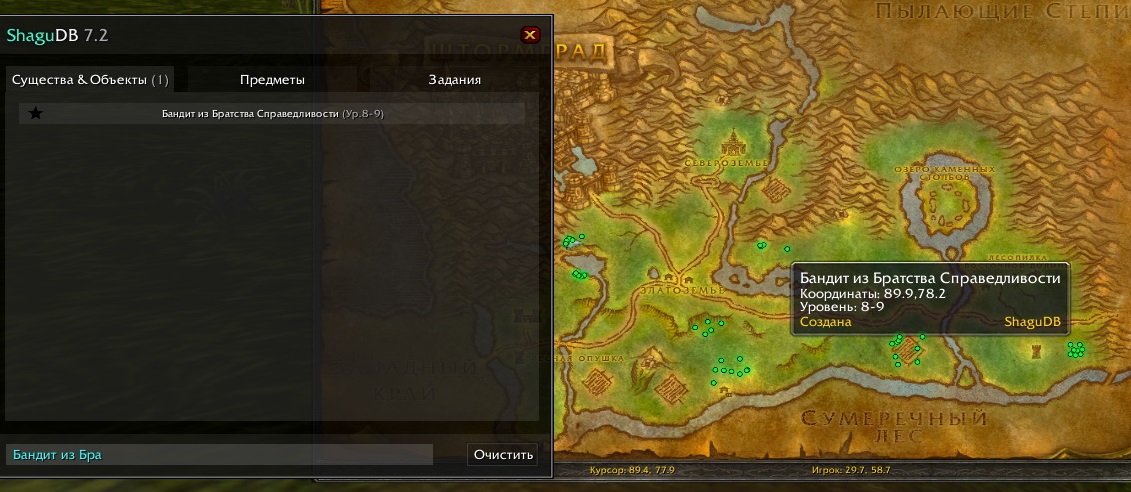 ПЫЛАЮЩИЕ СТЕПИ
ShaguDB 7.2
ШТОРМГРАД
Существа & Объекты (1)
Предметы
Задания
Бандит из Братства Справедливости (Ур.8-9)
СЕВЕРОЗЕМЬЕ
ОЗЕРО КАМЕННЫХ
СТОЛБОВ
ЛЕСОПИЛКА
Бандит из Братства Справедливости
Координаты: 89.9,78.2
Уровень: 8-9
Создана ShaguDB
ЗЛАТОЗЕМЬЕ
ОПУШКА
КРАЙ
СУМЕРЕЧНЫЙ
ЛЕС
Бандит из Бра
Очистить
Курсор: 89.4, 77.9
Игрок: 29.7, 58.7